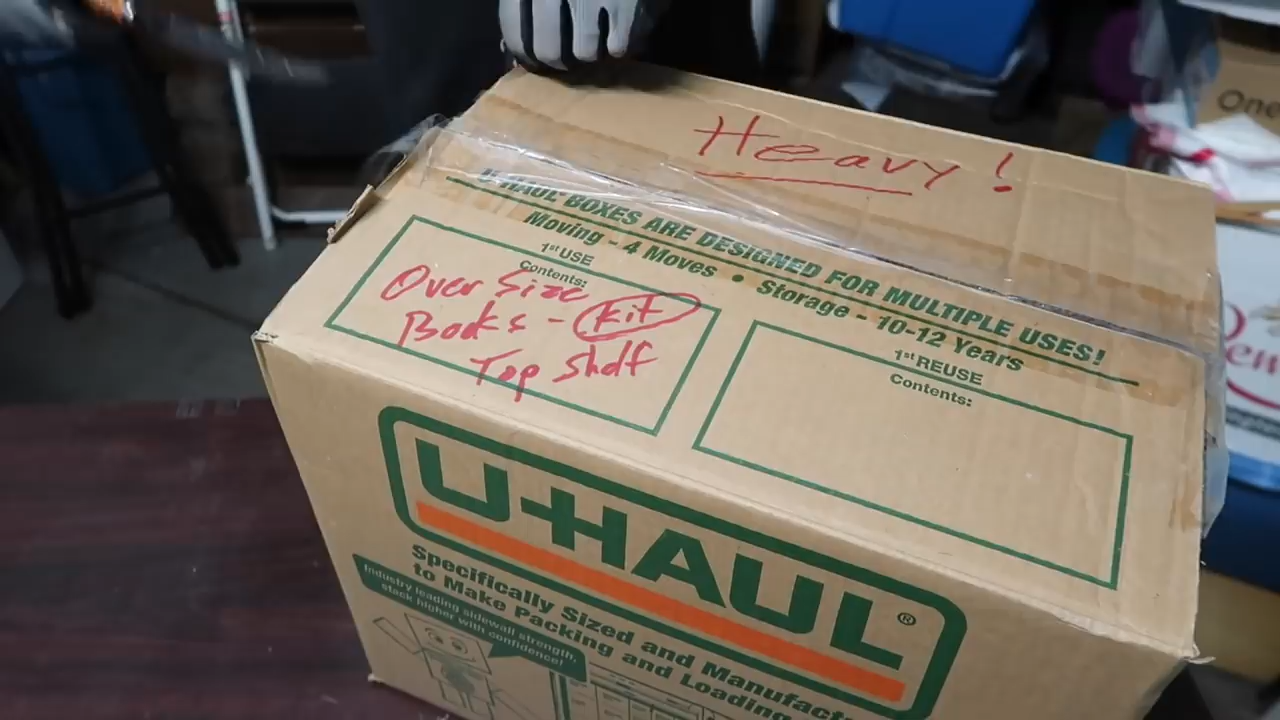 Heavy!
U-HAUL BOXES ARE DESIGNED FOR MULTIPLE USES!
Moving - 4 Moves • Storage - 10-12 Years
1st USE
Contents:
Over Size
Books - Kit
Top Shelf
1st REUSE
Contents:
U-HAUL®
Specifically Sized and Manufact
to Make Packing and Loading
Industry leading sidewall strength,
stack higher with confidence!
One